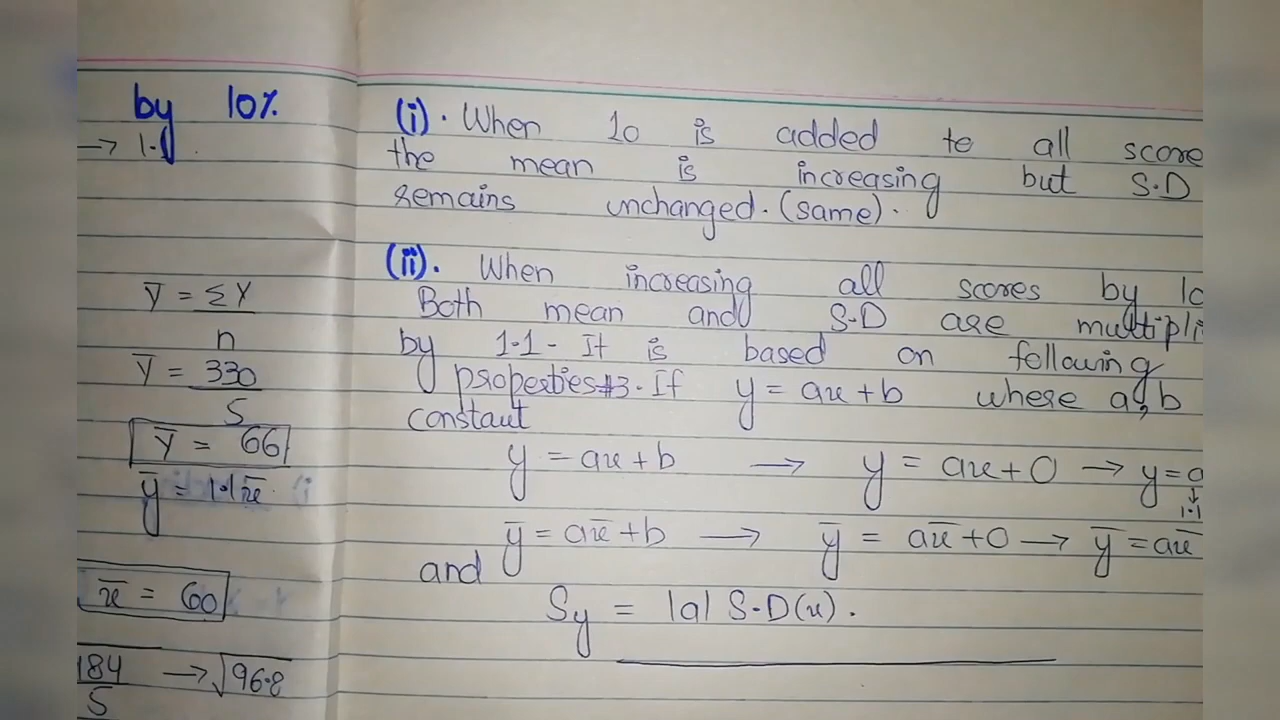 by 10%
→ 1.1
ȳ = ΣY
n
ȳ = 330
5
ȳ = 66
ȳ = 1.1x̄
x̄ = 60
184 → √96.8
5
(i). When 10 is added to all score
the mean is increasing but S.D
remains unchanged. (same).
(ii). When increasing all scores by 10
Both mean and S.D are multipli
by 1.1 - It is based on following
properties#3. If y = ax + b where a, b
constant
y = ax + b → y = ax + 0 → y = a
↓
1.1
ȳ = ax̄ + b → ȳ = ax̄ + 0 → ȳ = ax̄
and
Sy = |a| S.D(x).